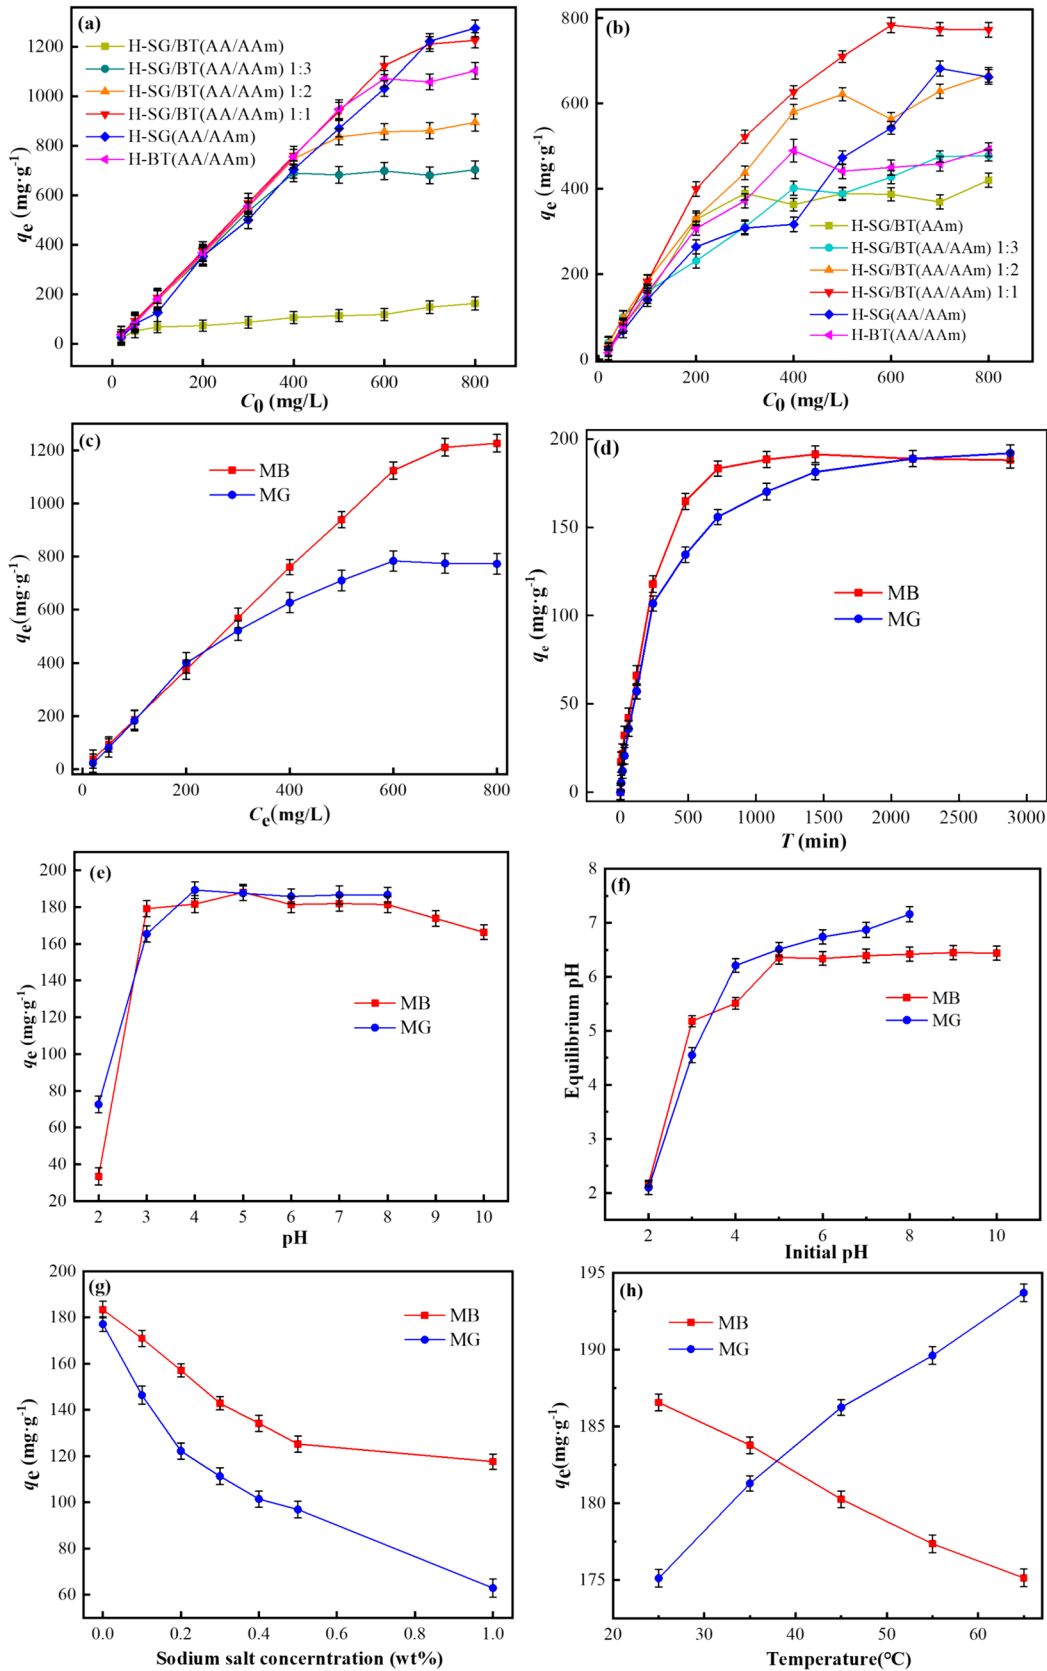 (a)
H-SG/BT(AA/AAm)
H-SG/BT(AA/AAm) 1:3
H-SG/BT(AA/AAm) 1:2
H-SG/BT(AA/AAm) 1:1
H-SG(AA/AAm)
H-BT(AA/AAm)
1200
1000
800
600
400
200
0
qe (mg·g-1)
0 200 400 600 800
C0 (mg/L)
(b)
800
600
400
200
0
qe (mg·g-1)
H-SG/BT(AAm)
H-SG/BT(AA/AAm) 1:3
H-SG/BT(AA/AAm) 1:2
H-SG/BT(AA/AAm) 1:1
H-SG(AA/AAm)
H-BT(AA/AAm)
0 200 400 600 800
C0 (mg/L)
(c)
MB
MG
1200
1000
800
600
400
200
0
qe(mg·g-1)
0 200 400 600 800
Ce(mg/L)
(d)
MB
MG
200
150
100
50
0
qe (mg·g-1)
0 500 1000 1500 2000 2500 3000
T (min)
(e)
MB
MG
200
180
160
140
120
100
80
60
40
20
qe (mg·g-1)
2 3 4 5 6 7 8 9 10
pH
(f)
MB
MG
8
7
6
5
4
3
2
Equilibrium pH
2 4 6 8 10
Initial pH
(g)
MB
MG
200
180
160
140
120
100
80
60
qe (mg·g-1)
0.0 0.2 0.4 0.6 0.8 1.0
Sodium salt concerntration (wt%)
(h)
MB
MG
195
190
185
180
175
qe(mg·g-1)
20 30 40 50 60
Temperature(°C)